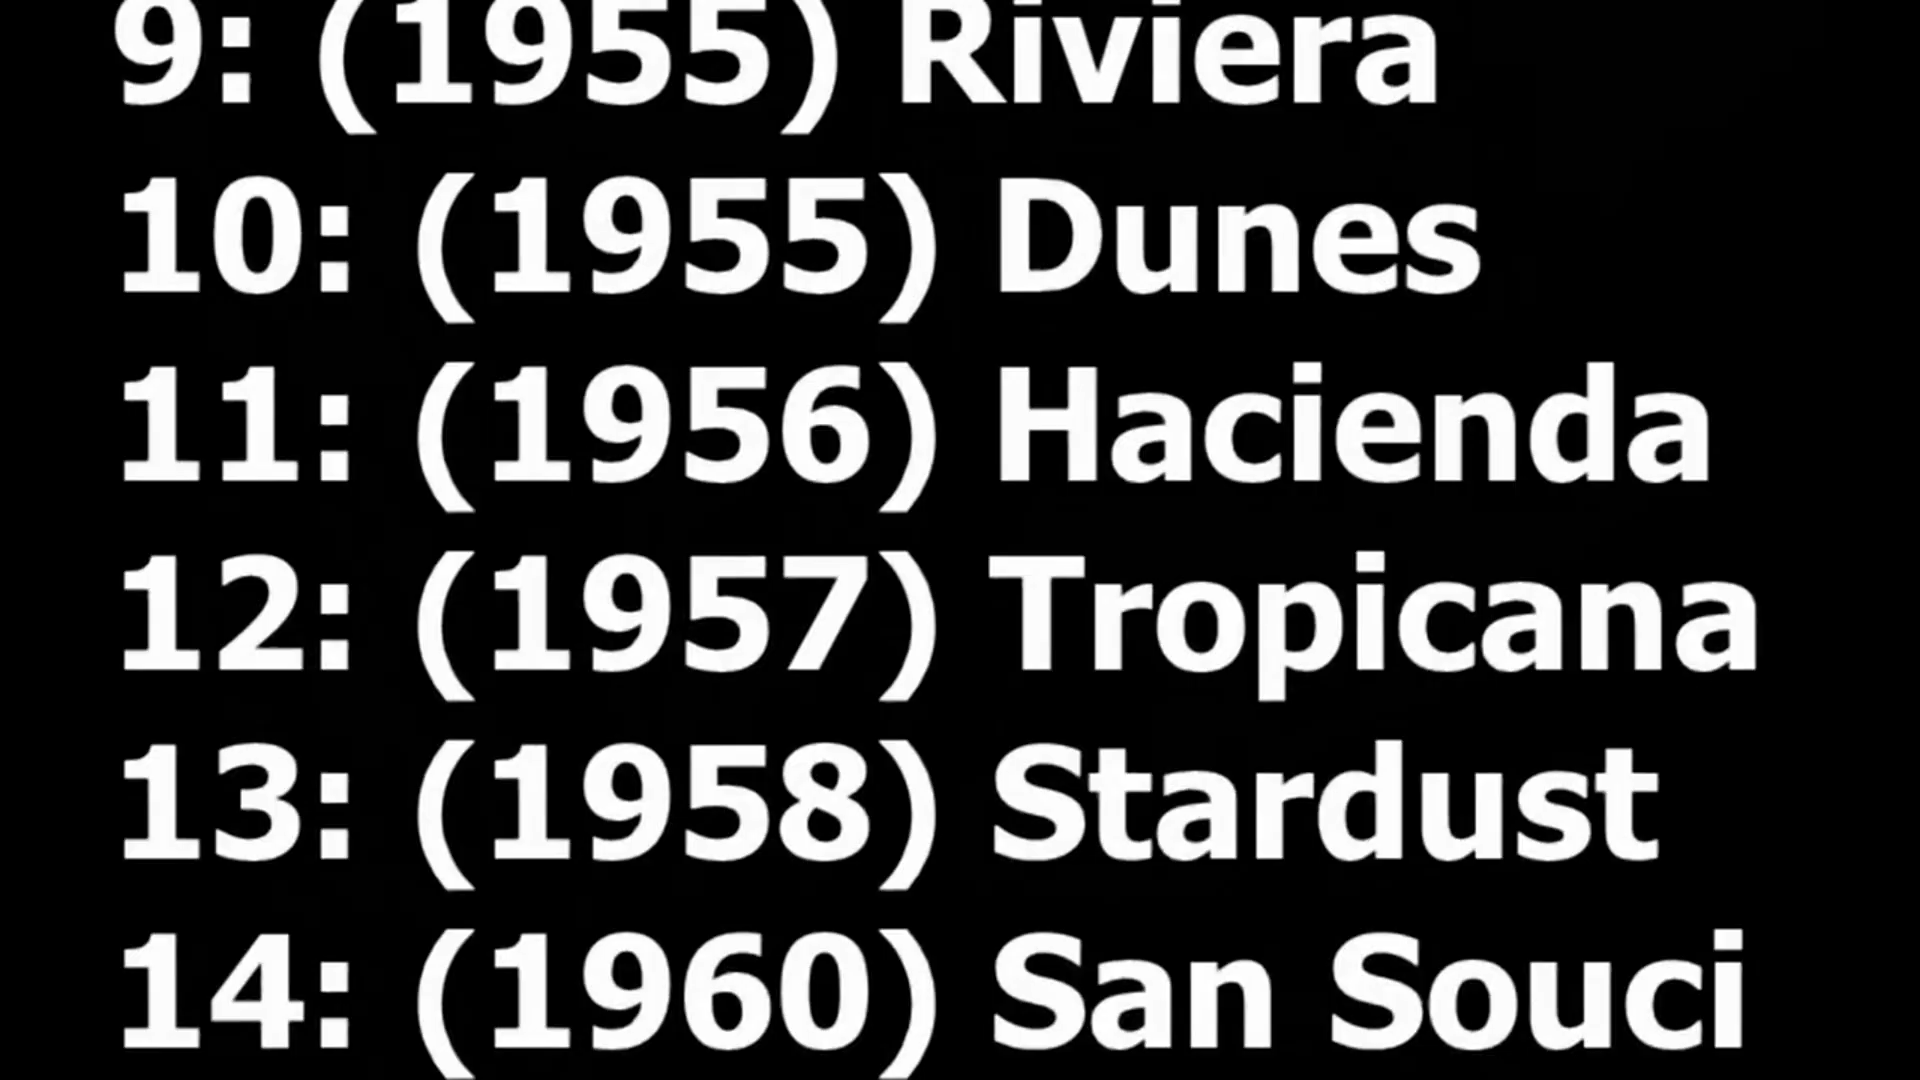 9: (1955) Riviera
10: (1955) Dunes
11: (1956) Hacienda
12: (1957) Tropicana
13: (1958) Stardust
14: (1960) San Souci